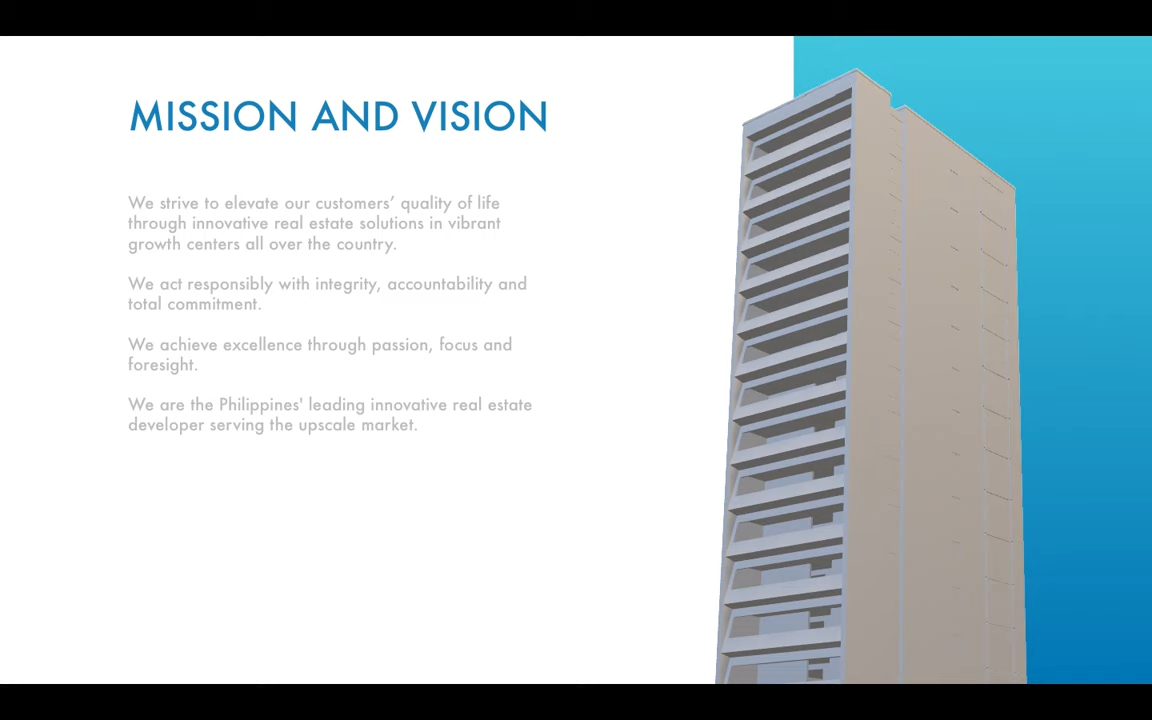 MISSION AND VISION
We strive to elevate our customers’ quality of life
through innovative real estate solutions in vibrant
growth centers all over the country.
We act responsibly with integrity, accountability and
total commitment.
We achieve excellence through passion, focus and
foresight.
We are the Philippines' leading innovative real estate
developer serving the upscale market.